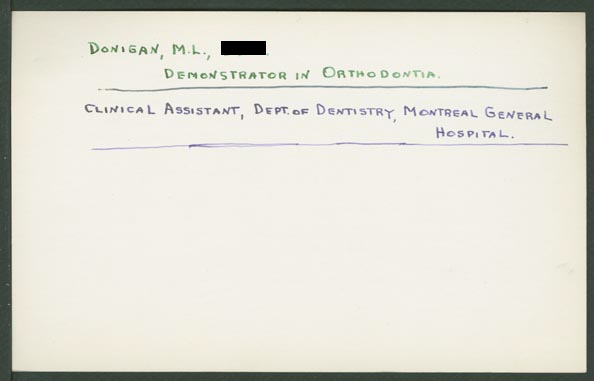 DONIGAN, M.L.,
DEMONSTRATOR IN ORTHODONTIA.
CLINICAL ASSISTANT, DEPT. OF DENTISTRY, MONTREAL GENERAL
HOSPITAL.